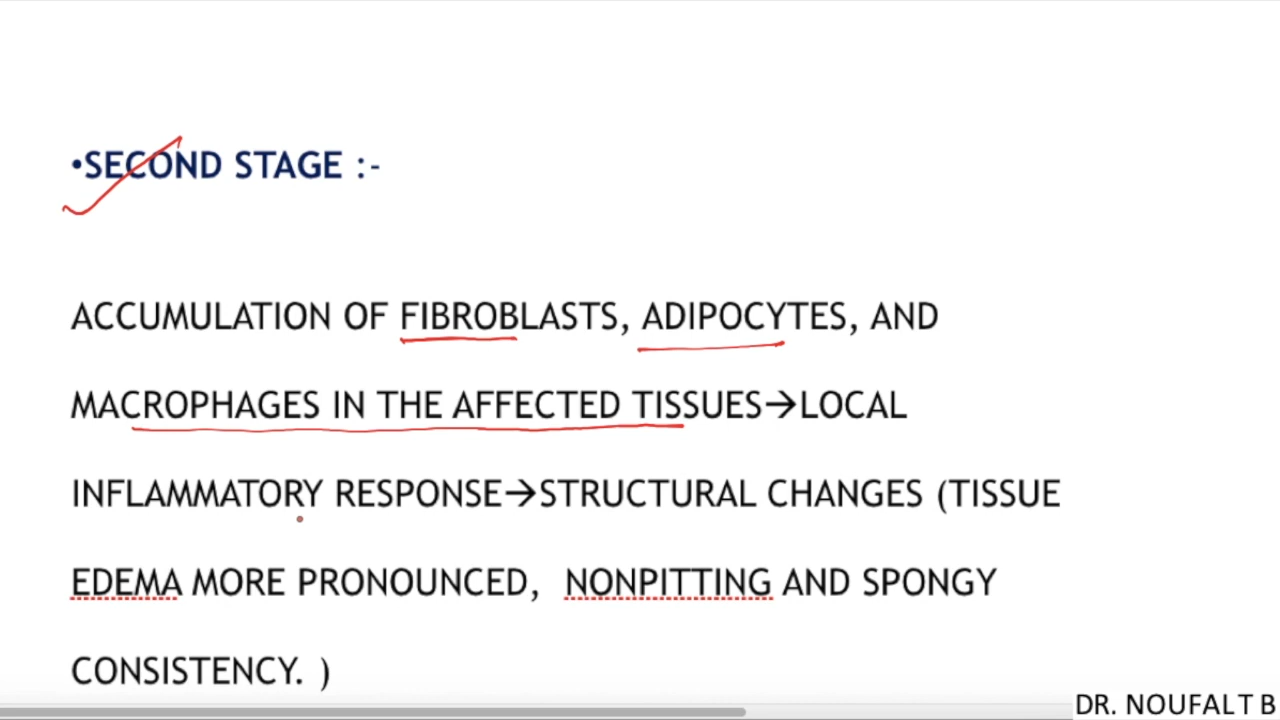 •SECOND STAGE :-
ACCUMULATION OF FIBROBLASTS, ADIPOCYTES, AND
MACROPHAGES IN THE AFFECTED TISSUES→LOCAL
INFLAMMATORY RESPONSE→STRUCTURAL CHANGES (TISSUE
EDEMA MORE PRONOUNCED, NONPITTING AND SPONGY
CONSISTENCY. )
DR. NOUFALT B